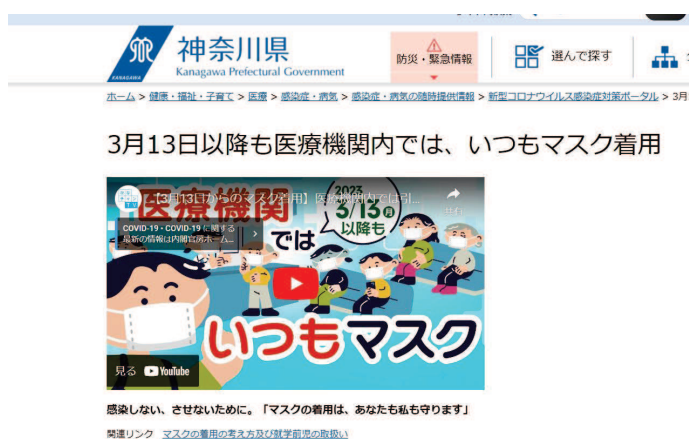 神奈川県
KANAGAWA
Kanagawa Prefectural Government
防災・緊急情報
選んで探す
ホーム > 健康・福祉・子育て > 医療 > 感染症・病気 > 感染症・病気の随時提供情報 > 新型コロナウイルス感染症対策ポータル > 3月
3月13日以降も医療機関内では、いつもマスク着用
【3月13日からのマスク着用】医療機関内では引...
共有
医療機関
では
2023
3/13㊊
以降も
COVID-19・COVID-19 に関する
最新の情報は内閣官房ホーム...
いつもマスク
見る YouTube
感染しない、させないために。「マスクの着用は、あなたも私も守ります」
関連リンク マスクの着用の考え方及び就学前児の取扱い